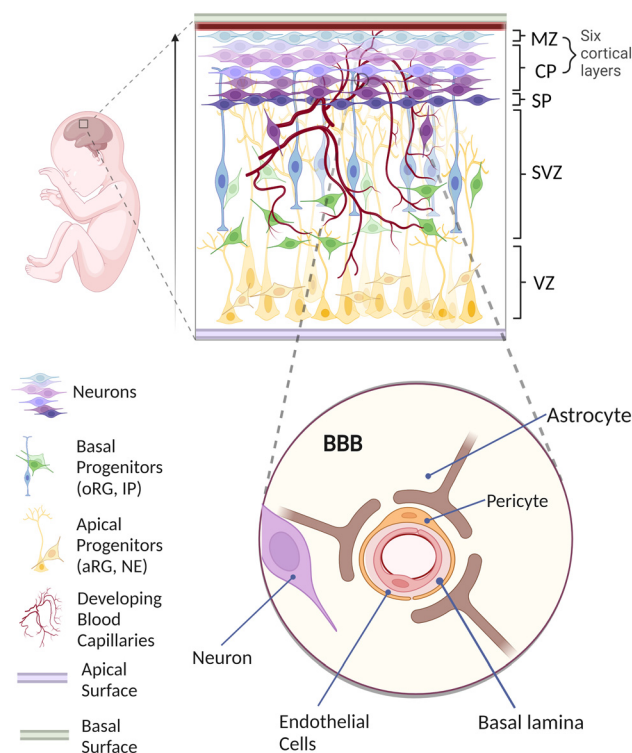 MZ
Six
cortical
layers
CP
SP
SVZ
VZ
Neurons
Basal
Progenitors
(oRG, IP)
Apical
Progenitors
(aRG, NE)
Developing
Blood
Capillaries
Apical
Surface
Basal
Surface
BBB
Astrocyte
Pericyte
Neuron
Endothelial
Cells
Basal lamina